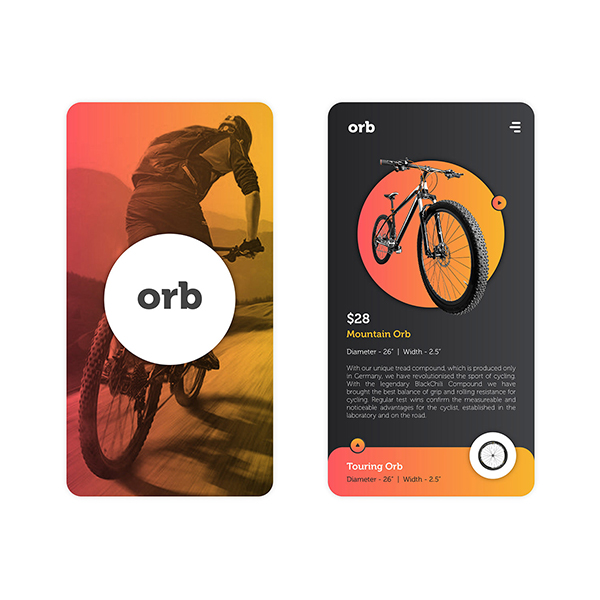 orb
orb
$28
Mountain Orb
Diameter - 26" | Width - 2.5"
With our unique tread compound, which is produced only
in Germany, we have revolutionised the sport of cycling.
With the legendary BlackChili Compound we have
brought the best balance of grip and rolling resistance for
cycling. Regular test wins confirm the measureable and
noticeable advantages for the cyclist, established in the
laboratory and on the road.
Touring Orb
Diameter - 26" | Width - 2.5"